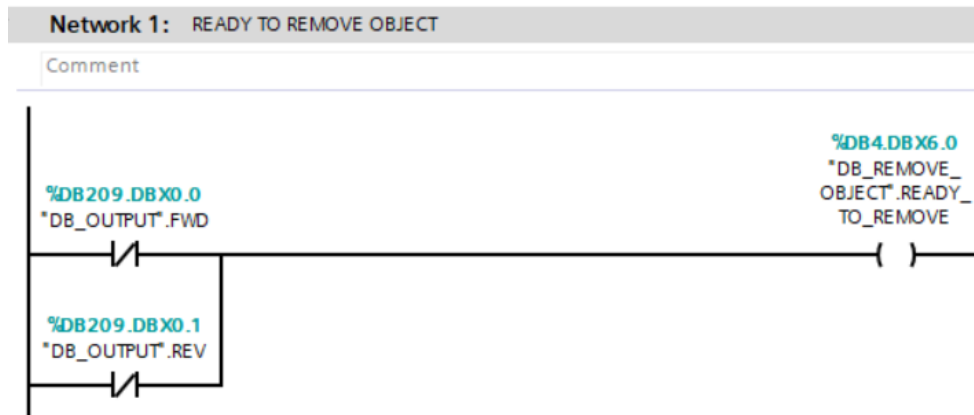 Network 1: READY TO REMOVE OBJECT
Comment
%DB4.DBX6.0
"DB_REMOVE_
OBJECT".READY_
TO_REMOVE
%DB209.DBX0.0
"DB_OUTPUT".FWD
%DB209.DBX0.1
"DB_OUTPUT".REV